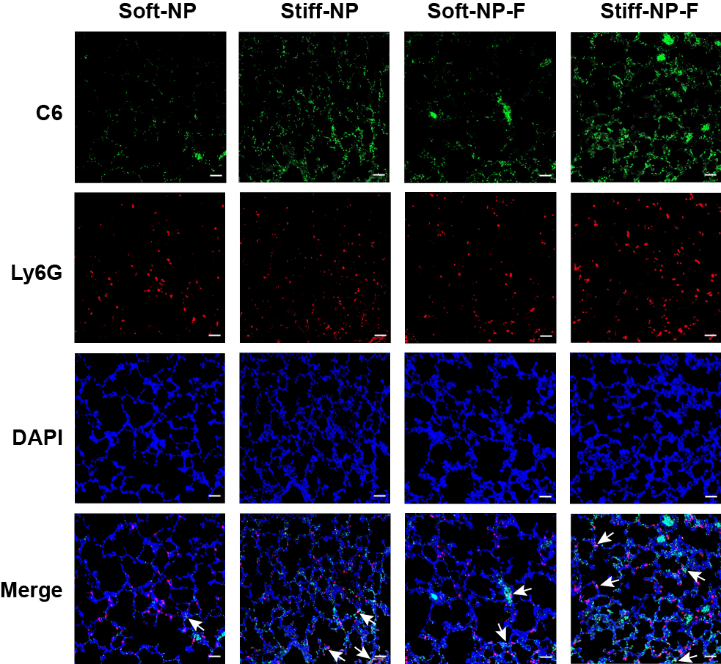 Soft-NP Stiff-NP Soft-NP-F Stiff-NP-F
C6
Ly6G
DAPI
Merge